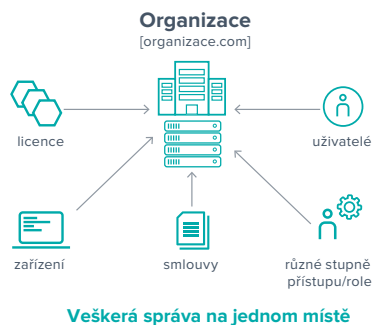 Organizace
[organizace.com]
licence
uživatelé
zařízení
smlouvy
různé stupně
přístupu/role
Veškerá správa na jednom místě